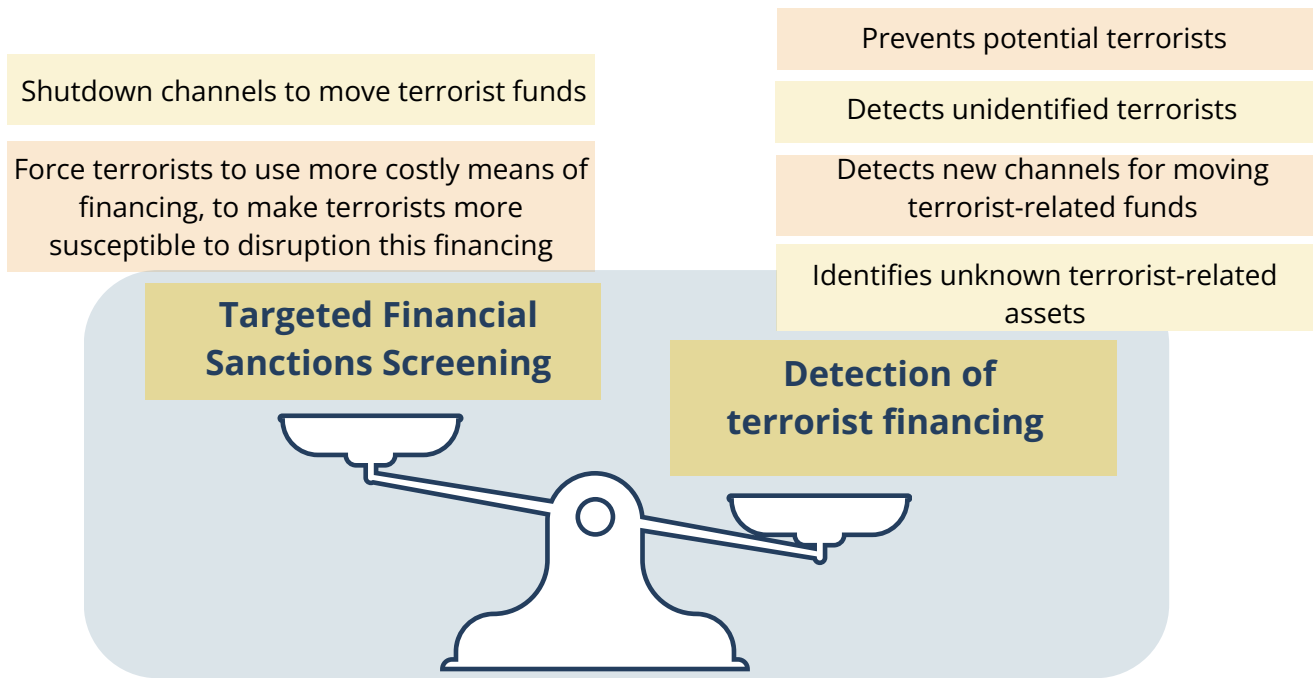 Shutdown channels to move terrorist funds
Force terrorists to use more costly means of
financing, to make terrorists more
susceptible to disruption this financing
Targeted Financial
Sanctions Screening
Prevents potential terrorists
Detects unidentified terrorists
Detects new channels for moving
terrorist-related funds
Identifies unknown terrorist-related
assets
Detection of
terrorist financing